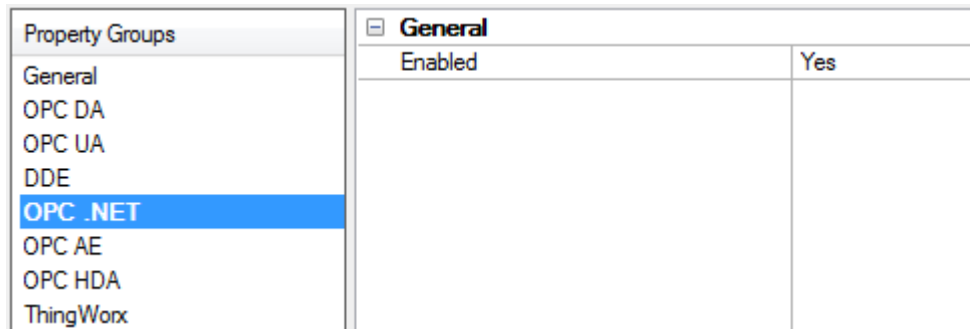 Property Groups
General
OPC DA
OPC UA
DDE
OPC .NET
OPC AE
OPC HDA
ThingWorx
General
Enabled Yes